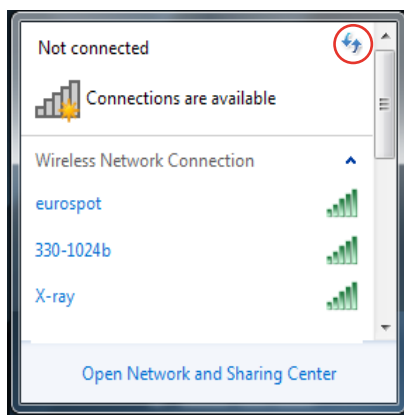 Not connected
Connections are available
Wireless Network Connection
eurospot
330-1024b
X-ray
Open Network and Sharing Center